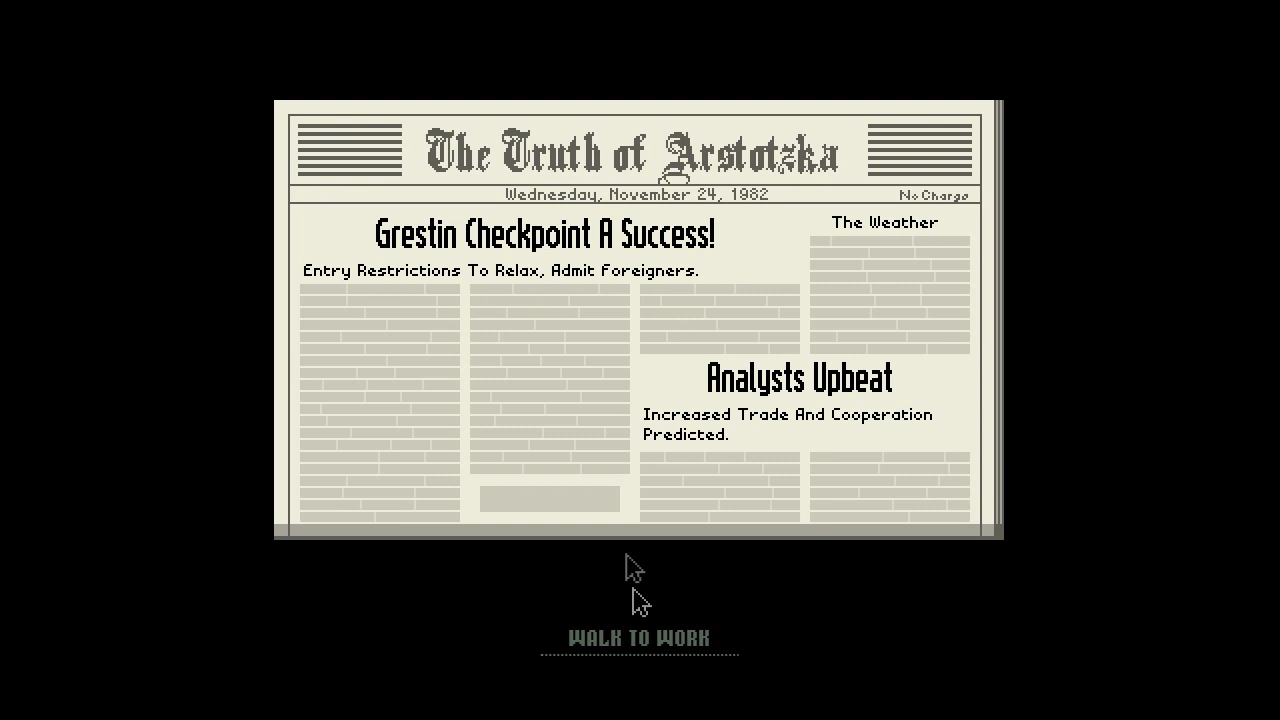 The Truth of Arstotzka
Wednesday, November 24, 1982
No Charge
Grestin Checkpoint A Success!
Entry Restrictions To Relax, Admit Foreigners.
The Weather
Analysts Upbeat
Increased Trade And Cooperation
Predicted.
WALK TO WORK